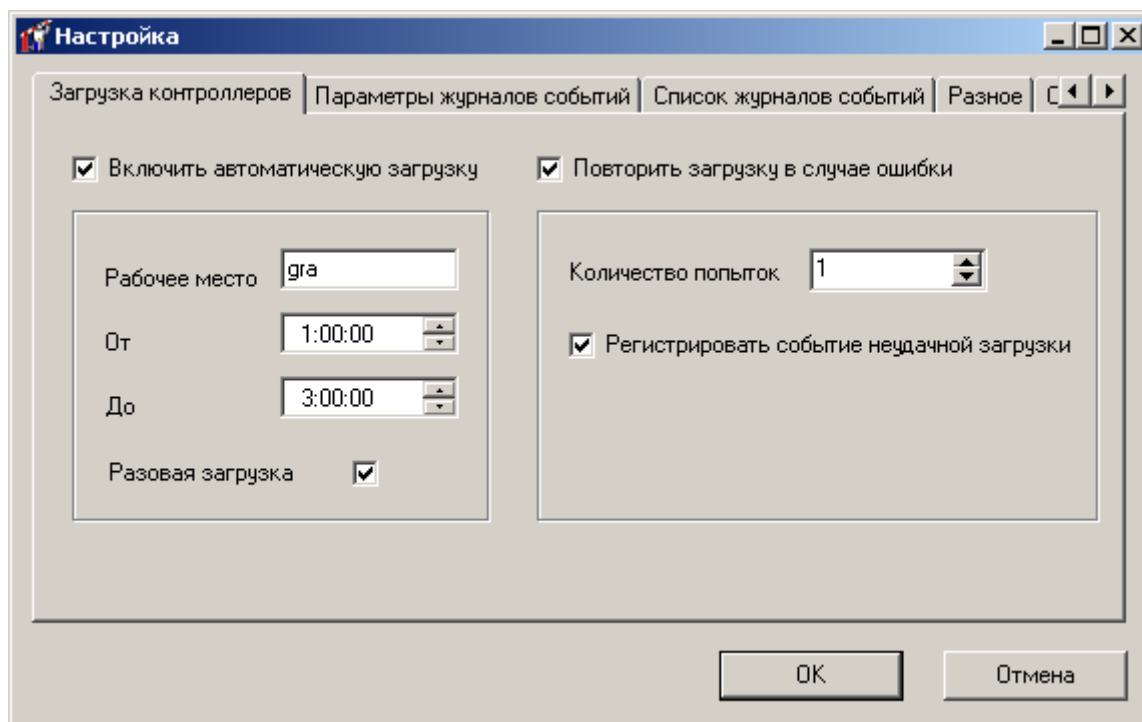 Настройка
Загрузка контроллеров Параметры журналов событий Список журналов событий Разное
Включить автоматическую загрузку Повторить загрузку в случае ошибки
Рабочее место gra Количество попыток 1
От 1:00:00 Регистрировать событие неудачной загрузки
До 3:00:00
Разовая загрузка
OK Отмена